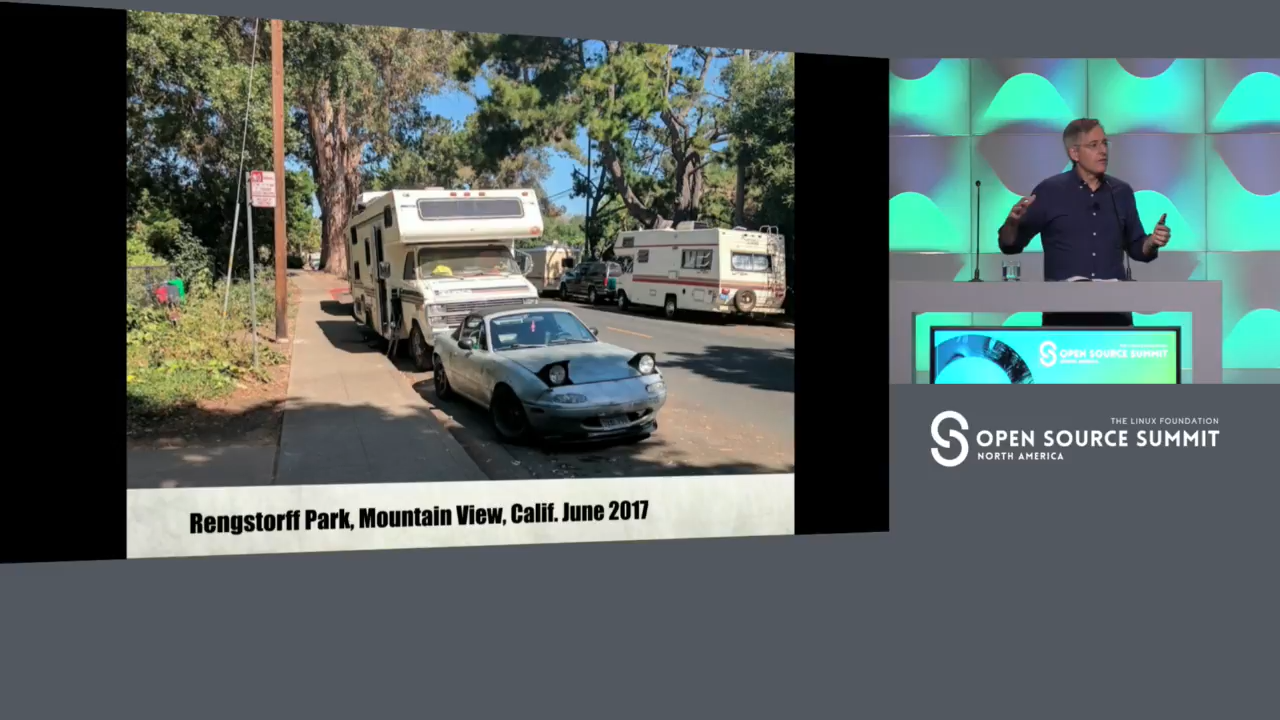 Rengstorff Park, Mountain View, Calif. June 2017
OPEN SOURCE SUMMIT
THE LINUX FOUNDATION
OPEN SOURCE SUMMIT
NORTH AMERICA